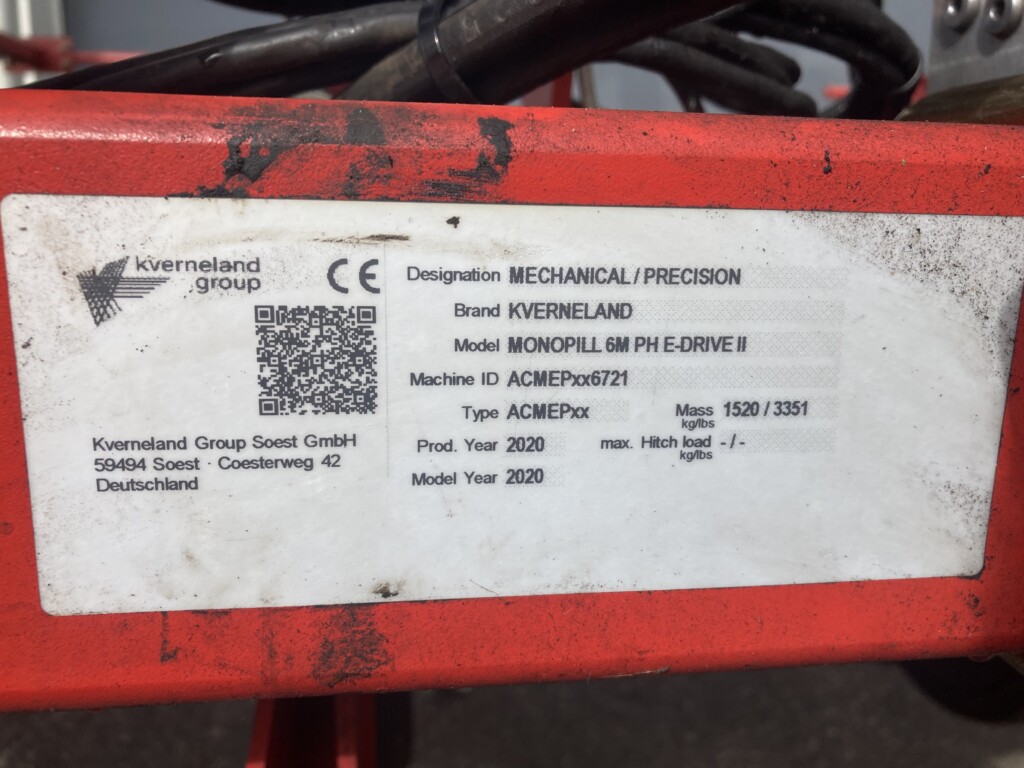 kverneland
group
CE
Kverneland Group Soest GmbH
59494 Soest · Coesterweg 42
Deutschland
Designation MECHANICAL / PRECISION
Brand KVERNELAND
Model MONOPILL 6M PH E-DRIVE II
Machine ID ACMEPxx6721
Type ACMEPxx Mass 1520 / 3351
kg/lbs
Prod. Year 2020 max. Hitch load - / -
kg/lbs
Model Year 2020